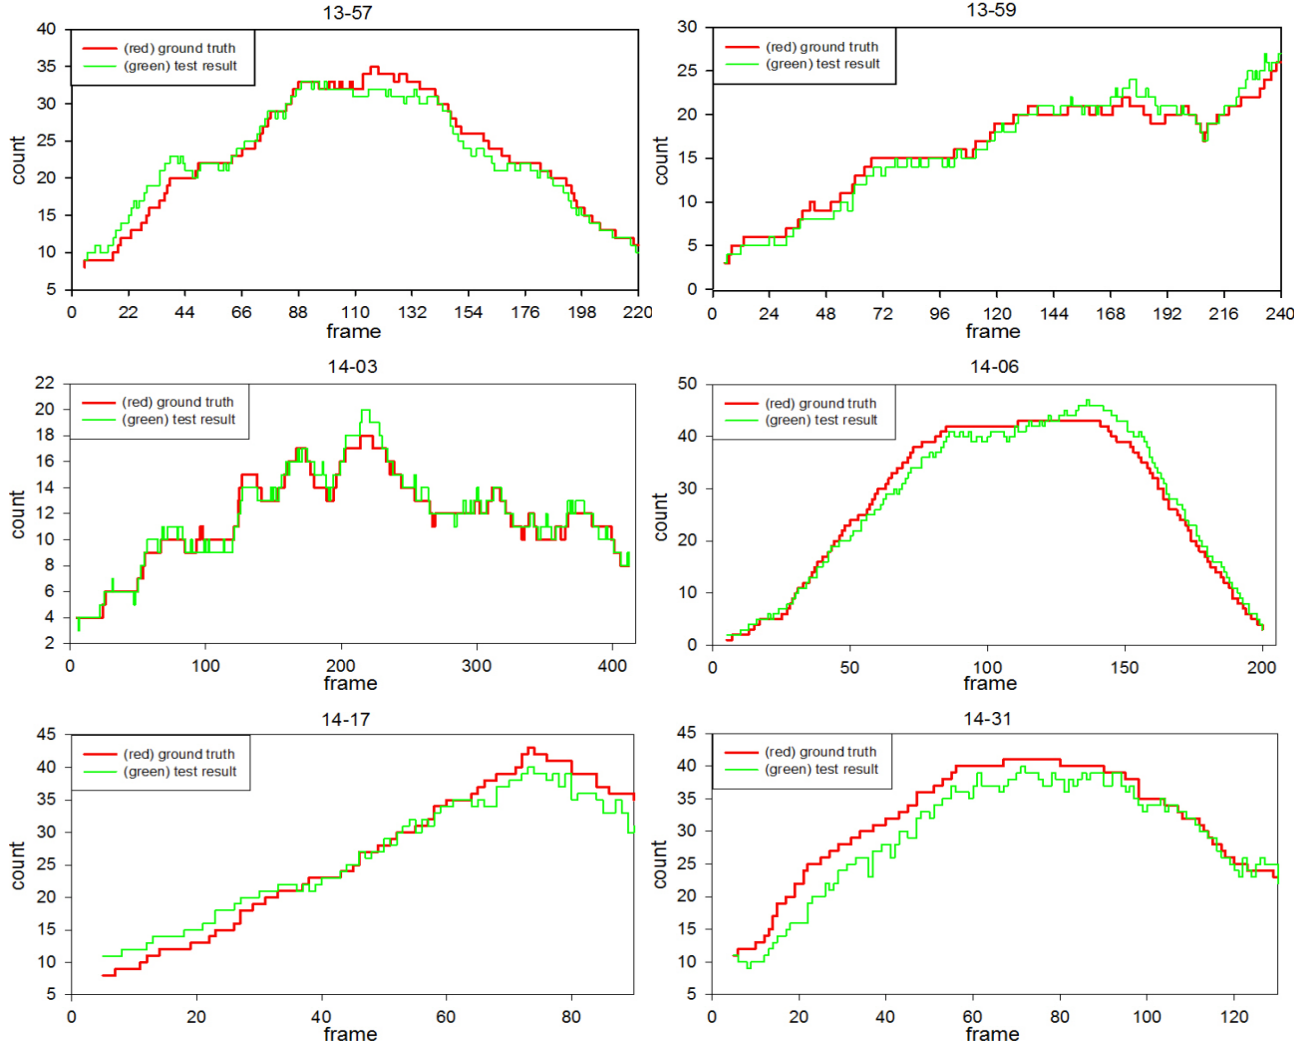 13-57
(red) ground truth
(green) test result
count
40
35
30
25
20
15
10
5
0 22 44 66 88 110 132 154 176 198 220
frame
13-59
(red) ground truth
(green) test result
count
30
25
20
15
10
5
0
0 24 48 72 96 120 144 168 192 216 240
frame
14-03
(red) ground truth
(green) test result
count
22
20
18
16
14
12
10
8
6
4
2
0 100 200 300 400
frame
14-06
(red) ground truth
(green) test result
count
50
40
30
20
10
0
0 50 100 150 200
frame
14-17
(red) ground truth
(green) test result
count
45
40
35
30
25
20
15
10
5
0 20 40 60 80
frame
14-31
(red) ground truth
(green) test result
count
45
40
35
30
25
20
15
10
5
0 20 40 60 80 100 120
frame